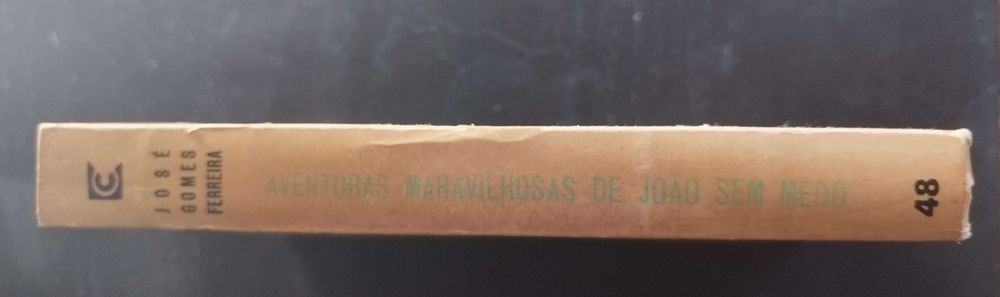 C
JOSÉ
GOMES
FERREIRA
AVENTURAS MARAVILHOSAS DE JOÃO SEM MEDO
48